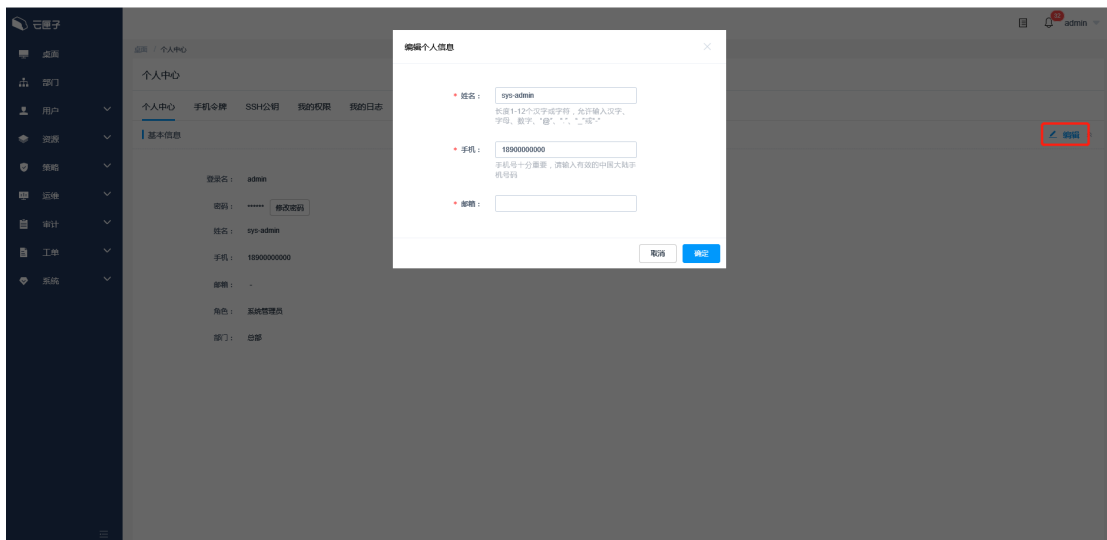 云匣子
32
admin
桌面
部门
用户
资源
策略
运维
审计
工单
系统
桌面 / 个人中心
个人中心
个人中心 手机令牌 SSH公钥 我的权限 我的日志
基本信息
编辑
登录名： admin
密码： ****** 修改密码
姓名： sys-admin
手机： 18900000000
邮箱： -
角色： 系统管理员
部门： 总部
编辑个人信息
* 姓名： sys-admin
长度1-12个汉字或字符，允许输入汉字、
字母、数字、"@"、"."、"_"或"-"
* 手机： 18900000000
手机号十分重要，请输入有效的中国大陆手
机号码
* 邮箱：
取消 确定